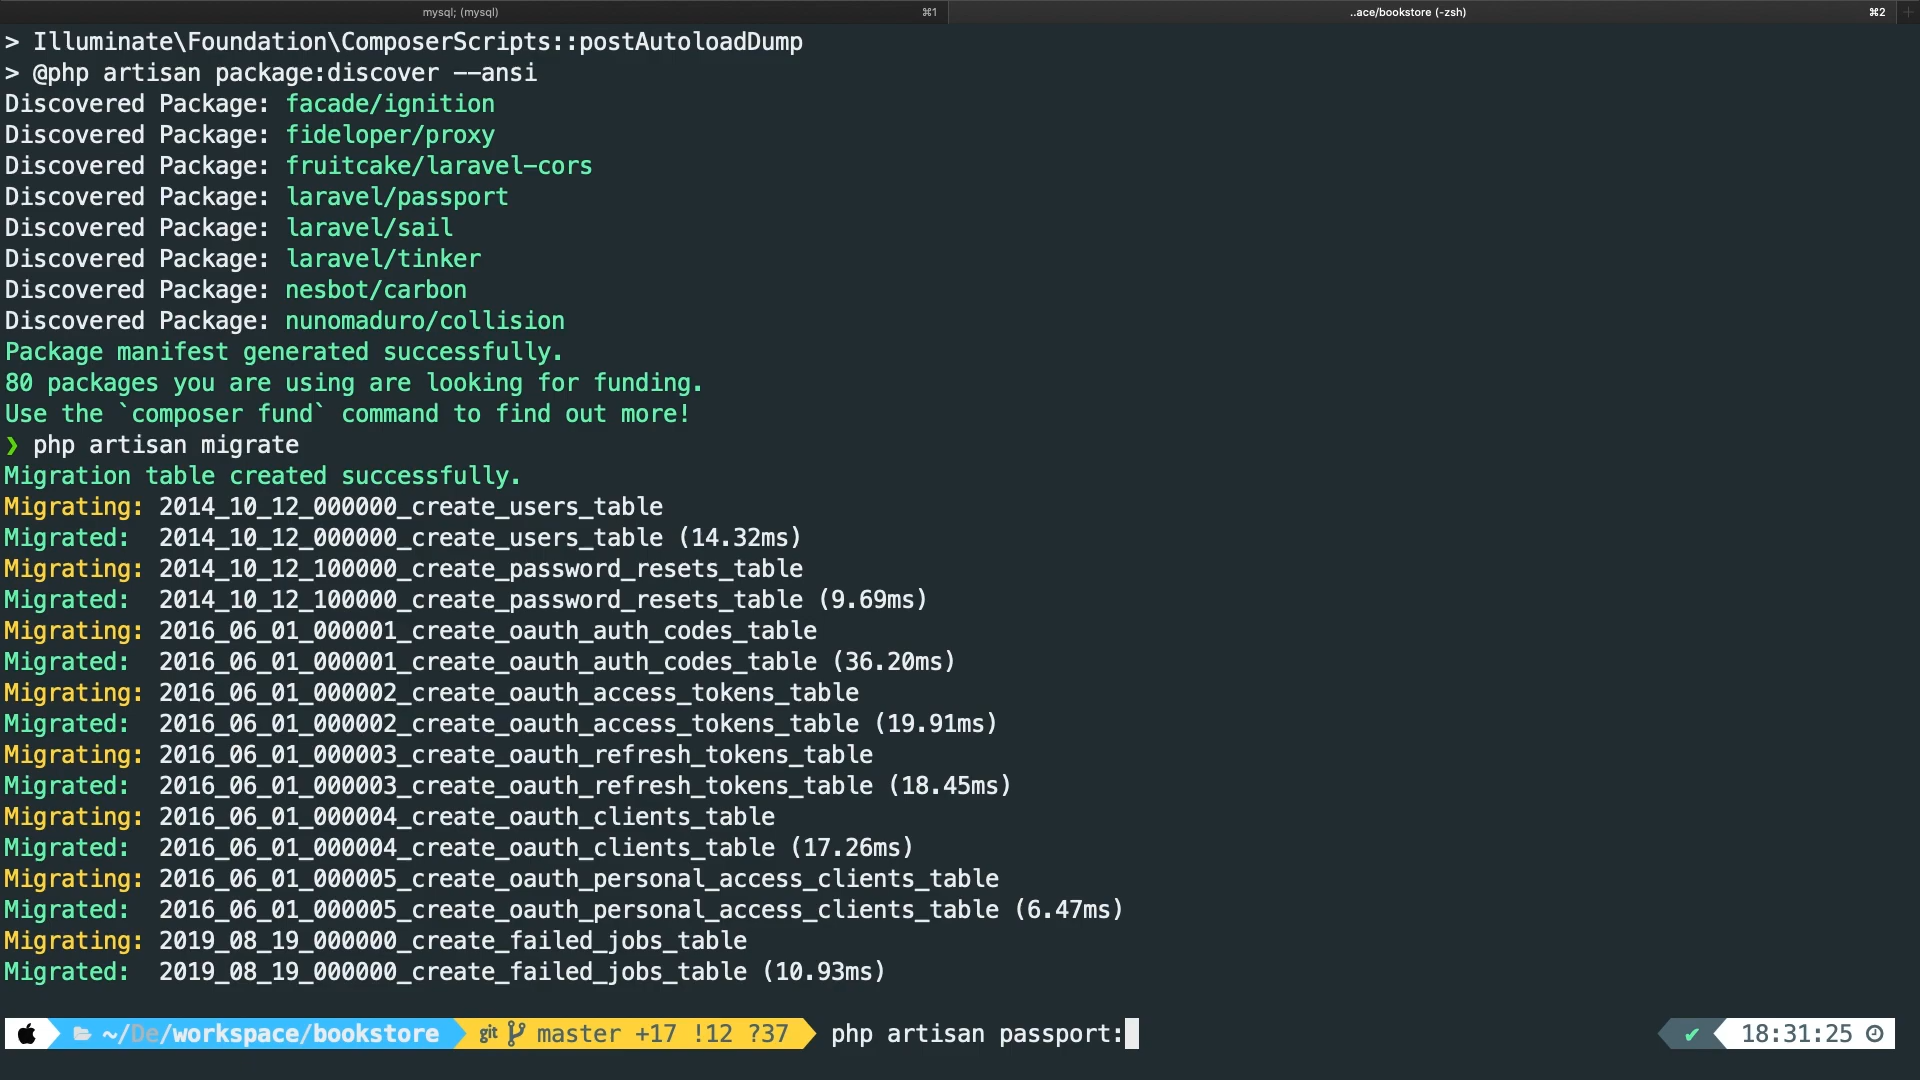 mysql; (mysql) ⌘1 ..ace/bookstore (-zsh) ⌘2
> Illuminate\Foundation\ComposerScripts::postAutoloadDump
> @php artisan package:discover --ansi
Discovered Package: facade/ignition
Discovered Package: fideloper/proxy
Discovered Package: fruitcake/laravel-cors
Discovered Package: laravel/passport
Discovered Package: laravel/sail
Discovered Package: laravel/tinker
Discovered Package: nesbot/carbon
Discovered Package: nunomaduro/collision
Package manifest generated successfully.
80 packages you are using are looking for funding.
Use the `composer fund` command to find out more!
❯ php artisan migrate
Migration table created successfully.
Migrating: 2014_10_12_000000_create_users_table
Migrated:  2014_10_12_000000_create_users_table (14.32ms)
Migrating: 2014_10_12_100000_create_password_resets_table
Migrated:  2014_10_12_100000_create_password_resets_table (9.69ms)
Migrating: 2016_06_01_000001_create_oauth_auth_codes_table
Migrated:  2016_06_01_000001_create_oauth_auth_codes_table (36.20ms)
Migrating: 2016_06_01_000002_create_oauth_access_tokens_table
Migrated:  2016_06_01_000002_create_oauth_access_tokens_table (19.91ms)
Migrating: 2016_06_01_000003_create_oauth_refresh_tokens_table
Migrated:  2016_06_01_000003_create_oauth_refresh_tokens_table (18.45ms)
Migrating: 2016_06_01_000004_create_oauth_clients_table
Migrated:  2016_06_01_000004_create_oauth_clients_table (17.26ms)
Migrating: 2016_06_01_000005_create_oauth_personal_access_clients_table
Migrated:  2016_06_01_000005_create_oauth_personal_access_clients_table (6.47ms)
Migrating: 2019_08_19_000000_create_failed_jobs_table
Migrated:  2019_08_19_000000_create_failed_jobs_table (10.93ms)
~/De/workspace/bookstore git master +17 !12 ?37 php artisan passport: ✔ 18:31:25